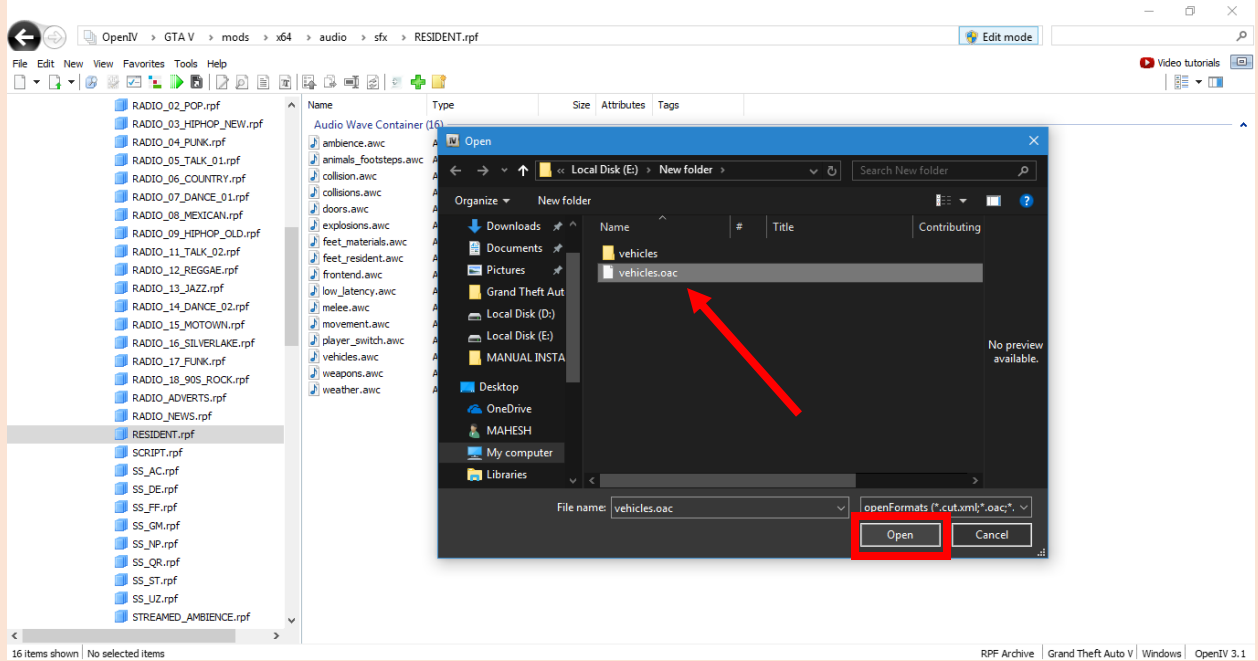 OpenIV › GTA V › mods › x64 › audio › sfx › RESIDENT.rpf
Edit mode
File Edit New View Favorites Tools Help
Video tutorials
RADIO_02_POP.rpf
RADIO_03_HIPHOP_NEW.rpf
RADIO_04_PUNK.rpf
RADIO_05_TALK_01.rpf
RADIO_06_COUNTRY.rpf
RADIO_07_DANCE_01.rpf
RADIO_08_MEXICAN.rpf
RADIO_09_HIPHOP_OLD.rpf
RADIO_11_TALK_02.rpf
RADIO_12_REGGAE.rpf
RADIO_13_JAZZ.rpf
RADIO_14_DANCE_02.rpf
RADIO_15_MOTOWN.rpf
RADIO_16_SILVERLAKE.rpf
RADIO_17_FUNK.rpf
RADIO_18_90S_ROCK.rpf
RADIO_ADVERTS.rpf
RADIO_NEWS.rpf
RESIDENT.rpf
SCRIPT.rpf
SS_AC.rpf
SS_DE.rpf
SS_FF.rpf
SS_GM.rpf
SS_NP.rpf
SS_QR.rpf
SS_ST.rpf
SS_UZ.rpf
STREAMED_AMBIENCE.rpf
Name Type Size Attributes Tags
Audio Wave Container (16)
ambience.awc
animals_footsteps.awc
collision.awc
collisions.awc
doors.awc
explosions.awc
feet_materials.awc
feet_resident.awc
frontend.awc
low_latency.awc
melee.awc
movement.awc
player_switch.awc
vehicles.awc
weapons.awc
weather.awc
Open
« Local Disk (E:) › New folder ›
Search New folder
Organize New folder
Downloads
Documents
Pictures
Grand Theft Aut
Local Disk (D:)
Local Disk (E:)
MANUAL INSTA
Desktop
OneDrive
MAHESH
My computer
Libraries
Name # Title Contributing
vehicles
vehicles.oac
No preview
available.
File name: vehicles.oac
openFormats (*.cut.xml;*.oac;*.
Open Cancel
16 items shown No selected items
RPF Archive Grand Theft Auto V Windows OpenIV 3.1